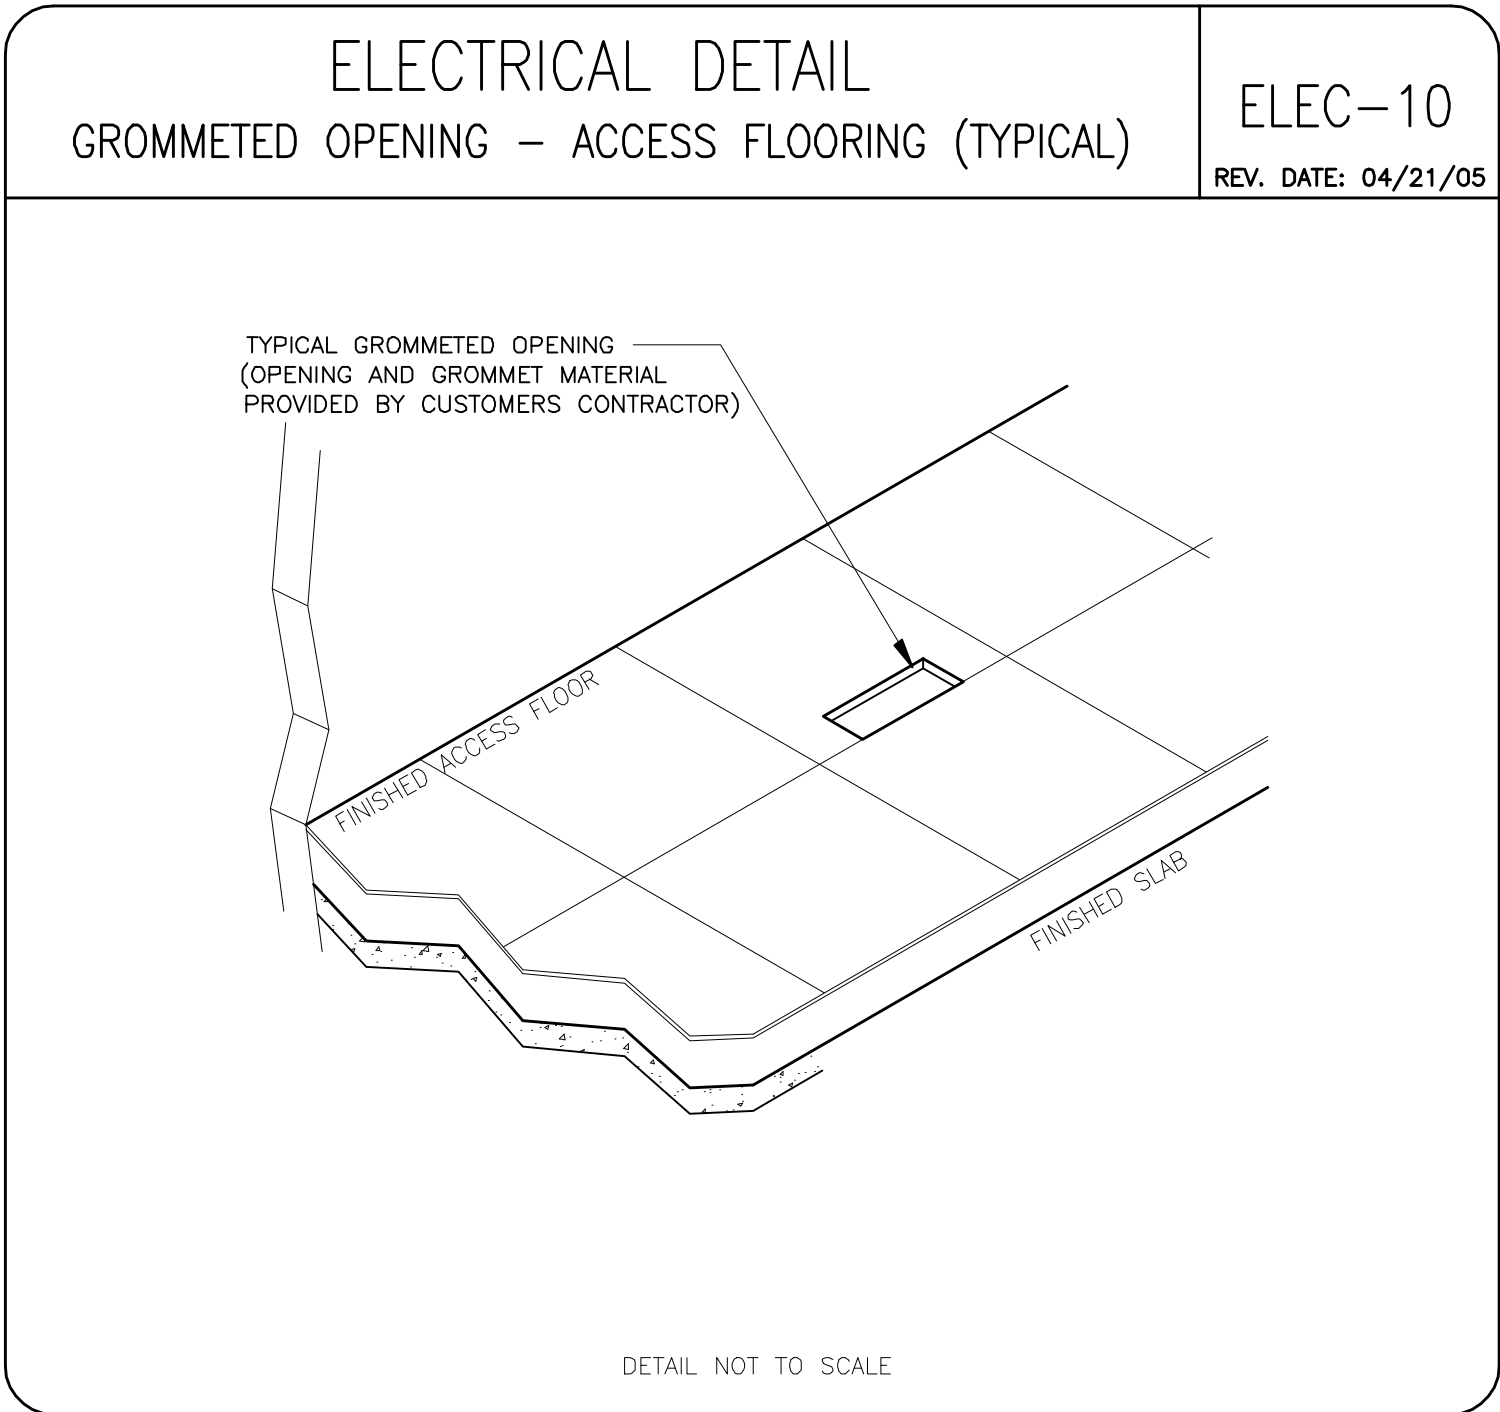 ELECTRICAL DETAIL
GROMMETED OPENING - ACCESS FLOORING (TYPICAL)
ELEC-10
REV. DATE: 04/21/05
TYPICAL GROMMETED OPENING
(OPENING AND GROMMET MATERIAL
PROVIDED BY CUSTOMERS CONTRACTOR)
FINISHED ACCESS FLOOR
FINISHED SLAB
DETAIL NOT TO SCALE